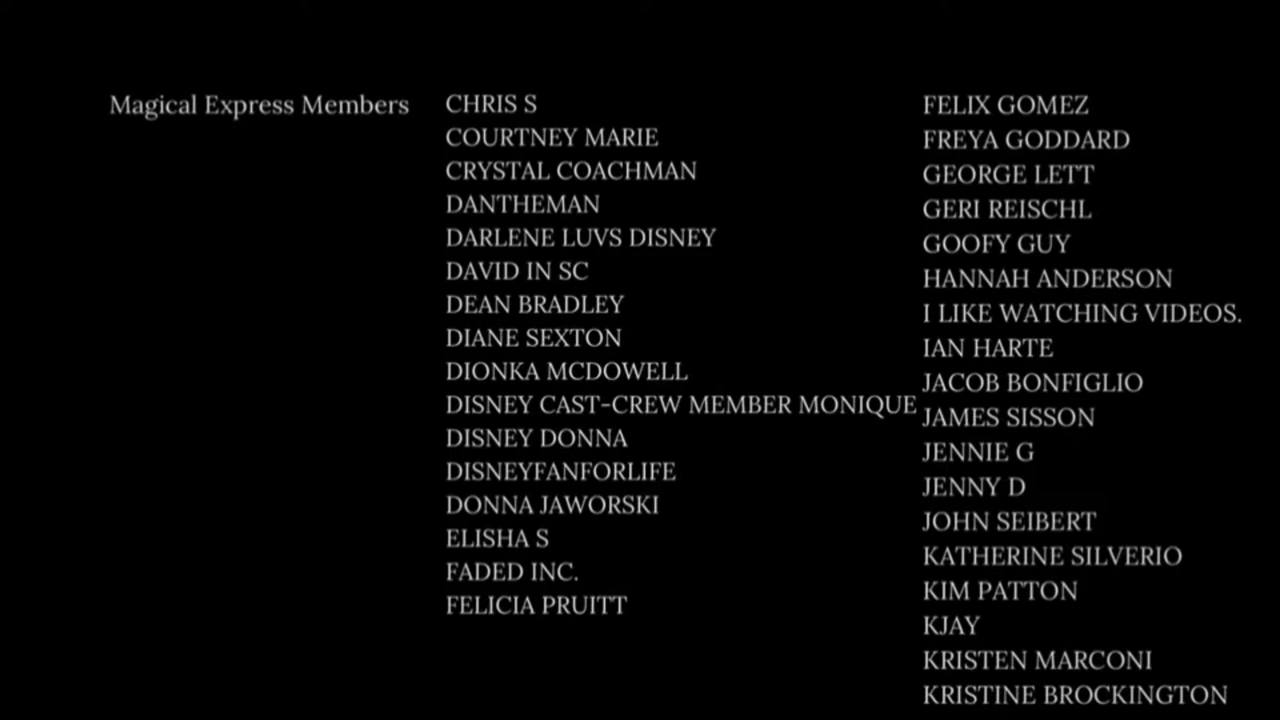 Magical Express Members
CHRIS S
COURTNEY MARIE
CRYSTAL COACHMAN
DANTHEMAN
DARLENE LUVS DISNEY
DAVID IN SC
DEAN BRADLEY
DIANE SEXTON
DIONKA MCDOWELL
DISNEY CAST-CREW MEMBER MONIQUE
DISNEY DONNA
DISNEYFANFORLIFE
DONNA JAWORSKI
ELISHA S
FADED INC.
FELICIA PRUITT
FELIX GOMEZ
FREYA GODDARD
GEORGE LETT
GERI REISCHL
GOOFY GUY
HANNAH ANDERSON
I LIKE WATCHING VIDEOS.
IAN HARTE
JACOB BONFIGLIO
JAMES SISSON
JENNIE G
JENNY D
JOHN SEIBERT
KATHERINE SILVERIO
KIM PATTON
KJAY
KRISTEN MARCONI
KRISTINE BROCKINGTON